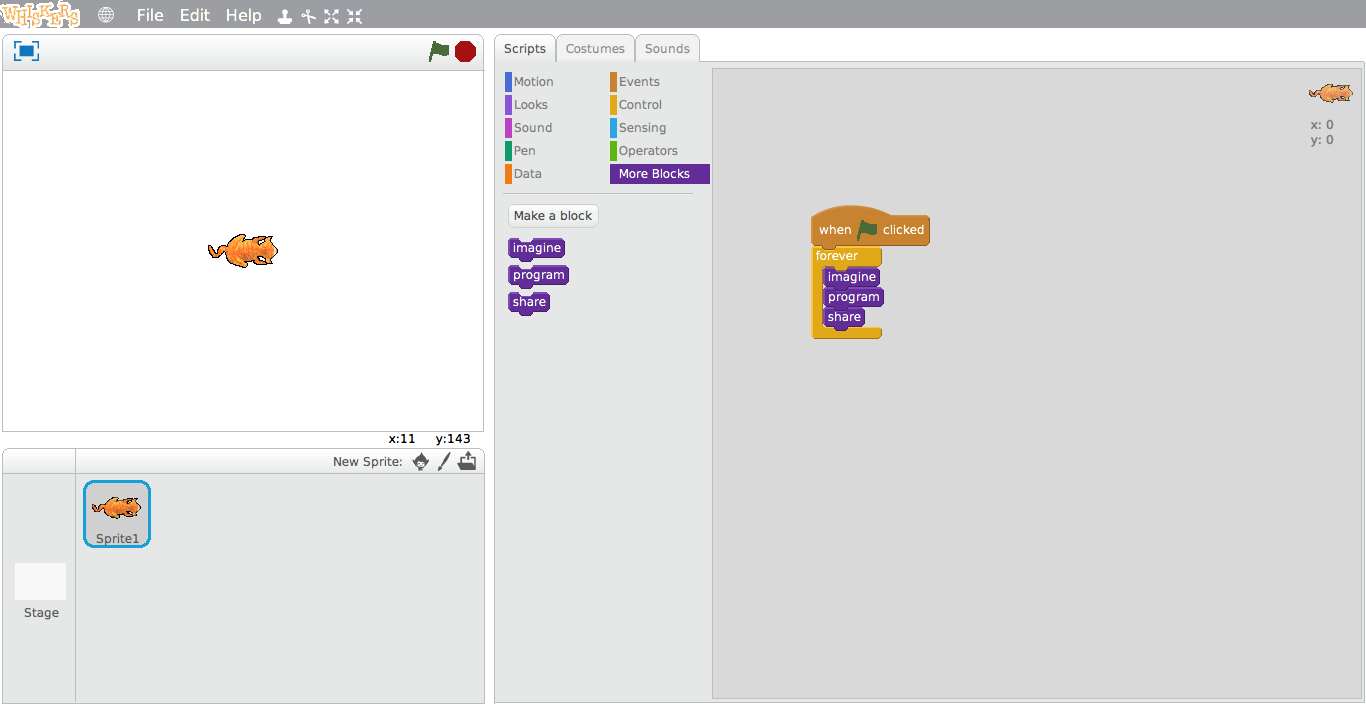 WHISKERS File Edit Help
Scripts Costumes Sounds
Motion Events
Looks Control
Sound Sensing
Pen Operators
Data More Blocks
Make a block
imagine
program
share
when clicked
forever
imagine
program
share
x: 0
y: 0
x:11 y:143
New Sprite:
Sprite1
Stage